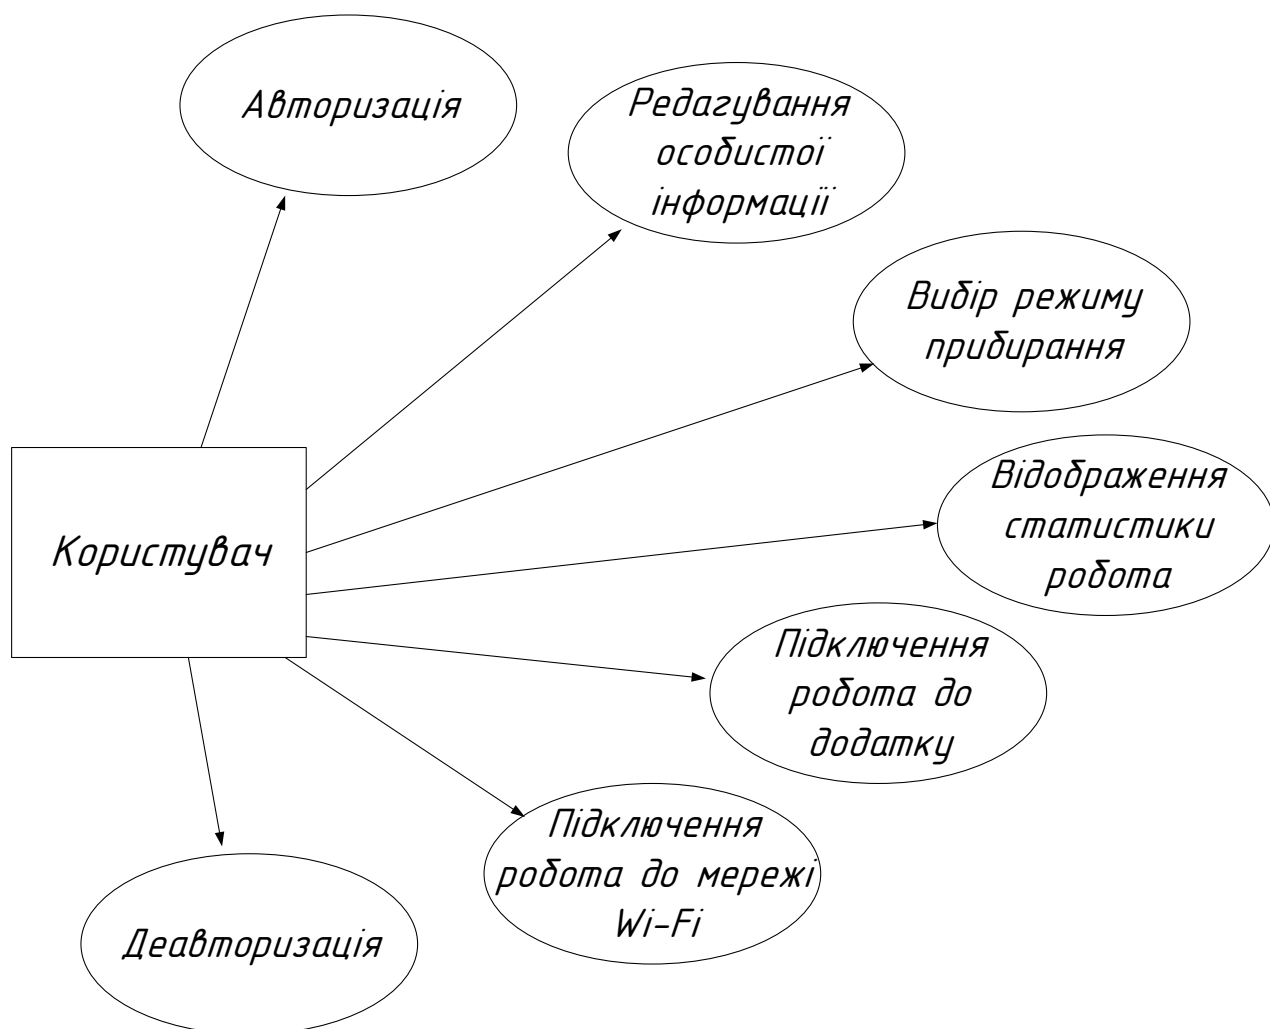 Авторизація
Редагування
особистої
інформації
Вибір режиму
прибирання
Відображення
статистики
робота
Користувач
Підключення
робота до
додатку
Підключення
робота до мережі
Wi-Fi
Деавторизація